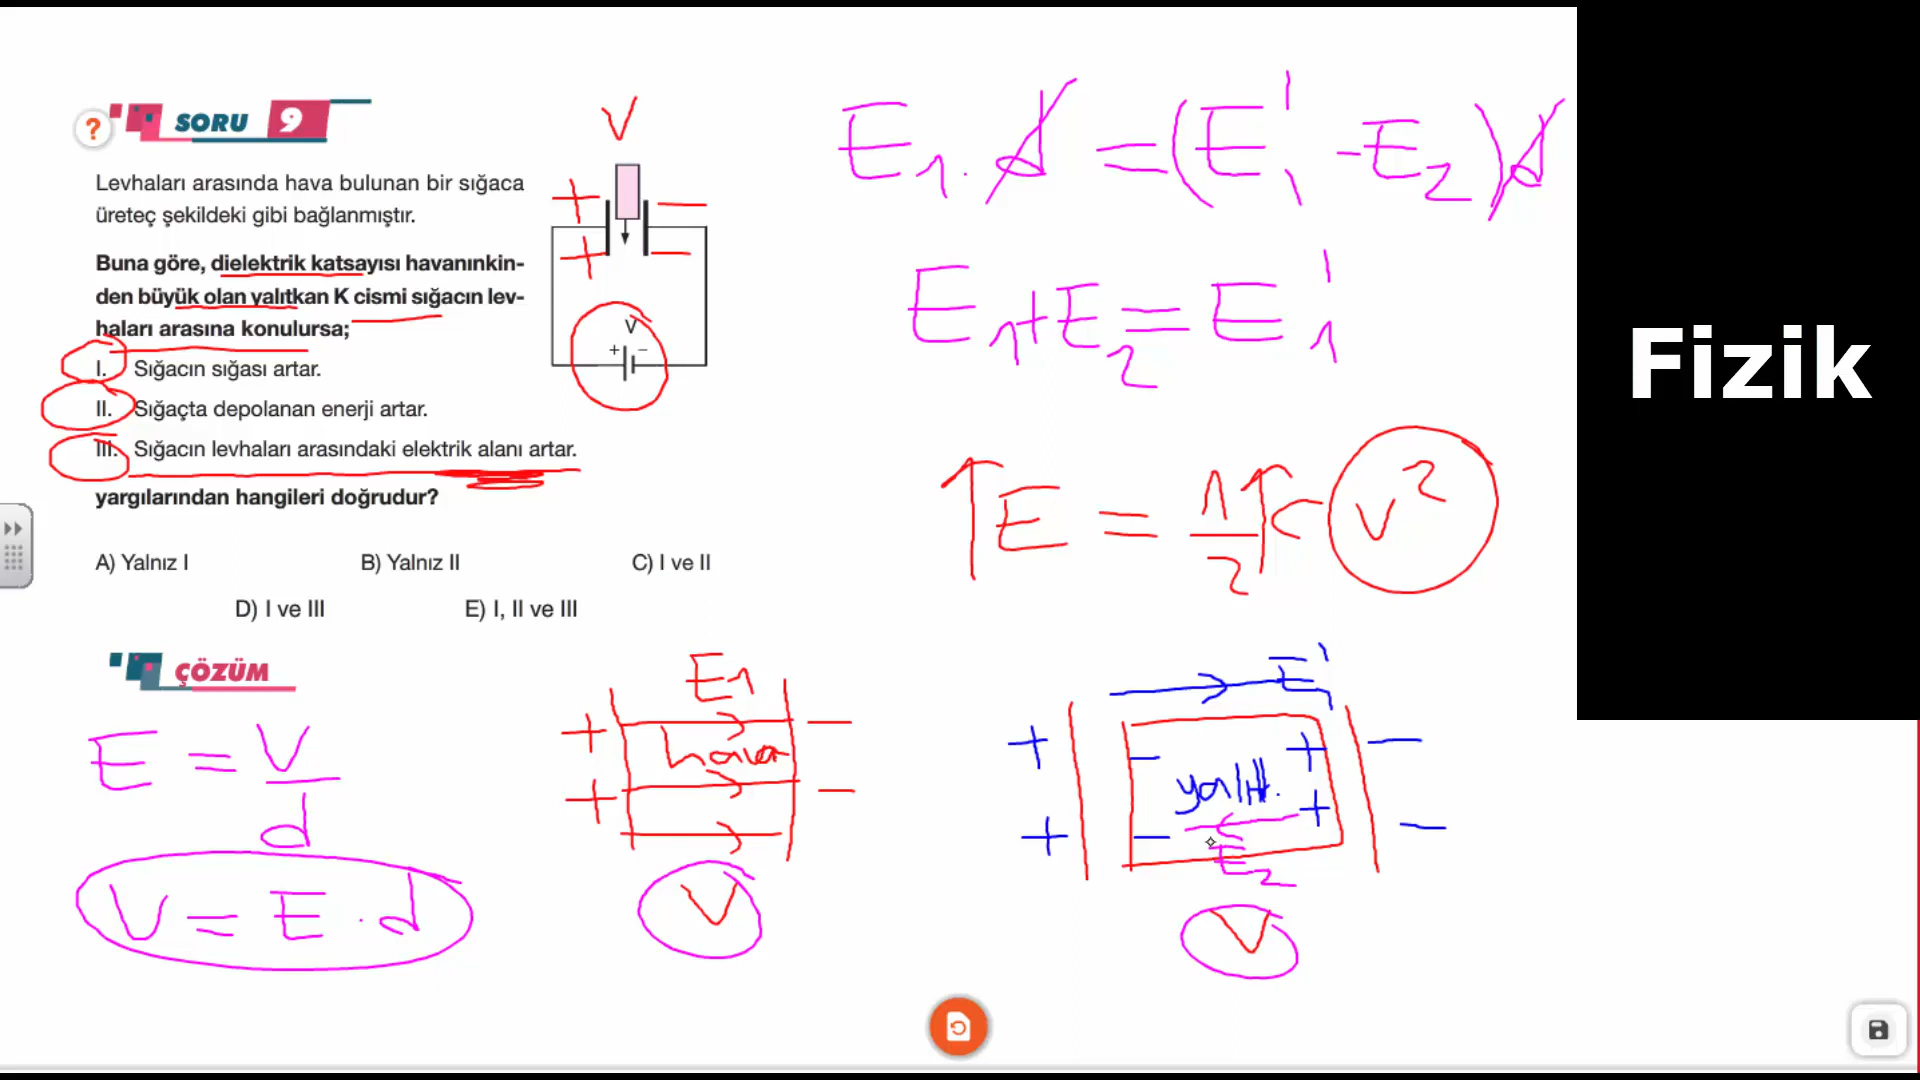 SORU 9
Levhaları arasında hava bulunan bir sığaca
üreteç şekildeki gibi bağlanmıştır.
Buna göre, dielektrik katsayısı havanınkin-
den büyük olan yalıtkan K cismi sığacın lev-
haları arasına konulursa;
I. Sığacın sığası artar.
II. Sığaçta depolanan enerji artar.
III. Sığacın levhaları arasındaki elektrik alanı artar.
yargılarından hangileri doğrudur?
A) Yalnız I B) Yalnız II C) I ve II
D) I ve III E) I, II ve III
V
+ −
+ −
V
+ −
E₁.d = (E₁' - E₂)d
E₁+E₂ = E₁'
↑E = 1/2 ↑C V²
Fizik
ÇÖZÜM
E = V/d
V = E.d
E₁
+ −
hava
+ −
V
E₁'
+ − + −
yalıt.
+ − + −
E₂
V